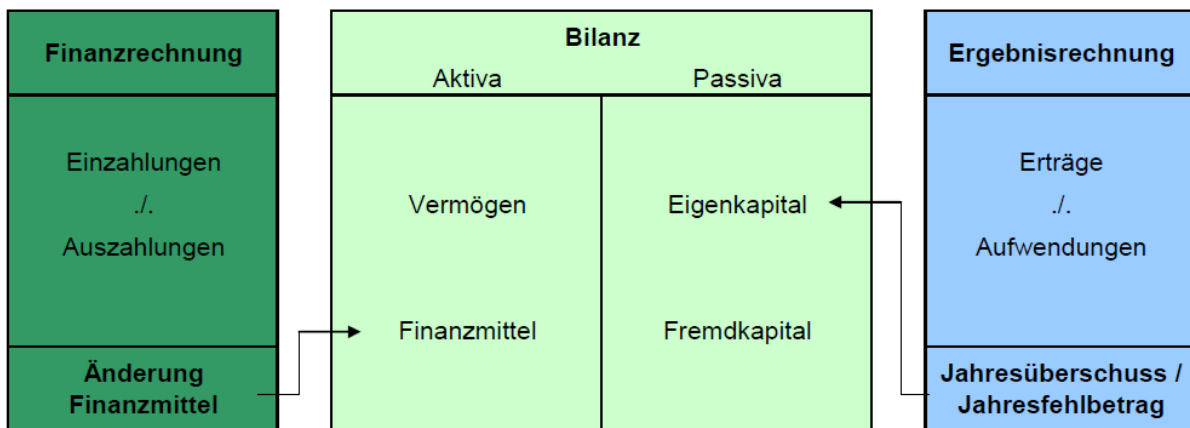 Finanzrechnung
Einzahlungen
./.
Auszahlungen
Änderung
Finanzmittel
Bilanz
Aktiva
Passiva
Vermögen
Eigenkapital
Finanzmittel
Fremdkapital
Ergebnisrechnung
Erträge
./.
Aufwendungen
Jahresüberschuss /
Jahresfehlbetrag